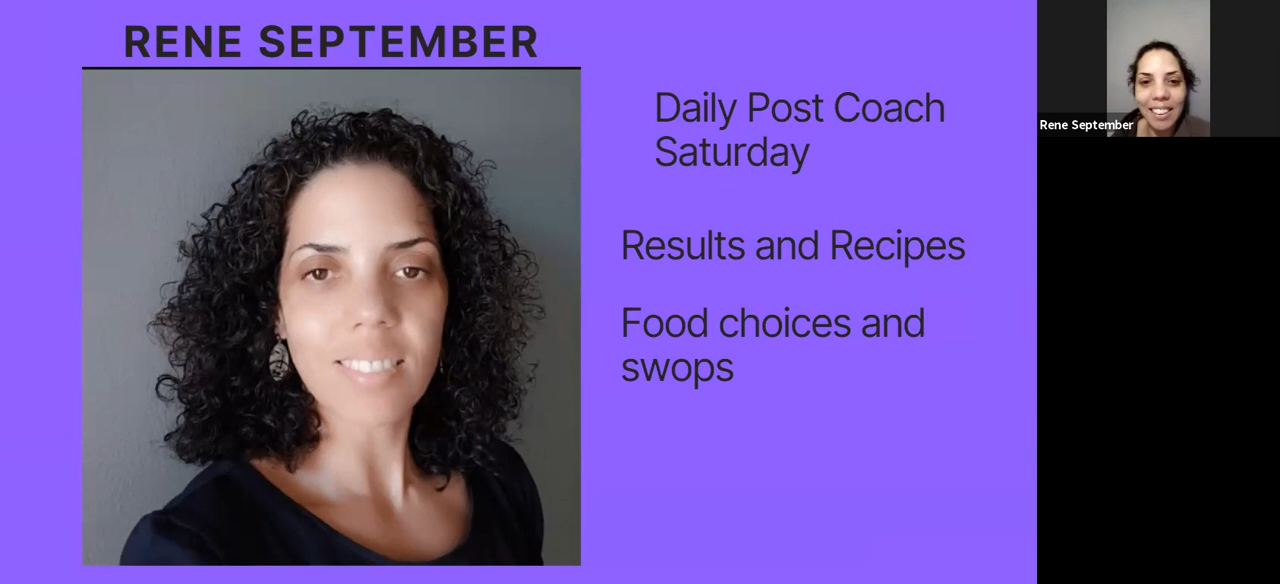 RENE SEPTEMBER
Daily Post Coach
Saturday
Results and Recipes
Food choices and
swops
Rene September